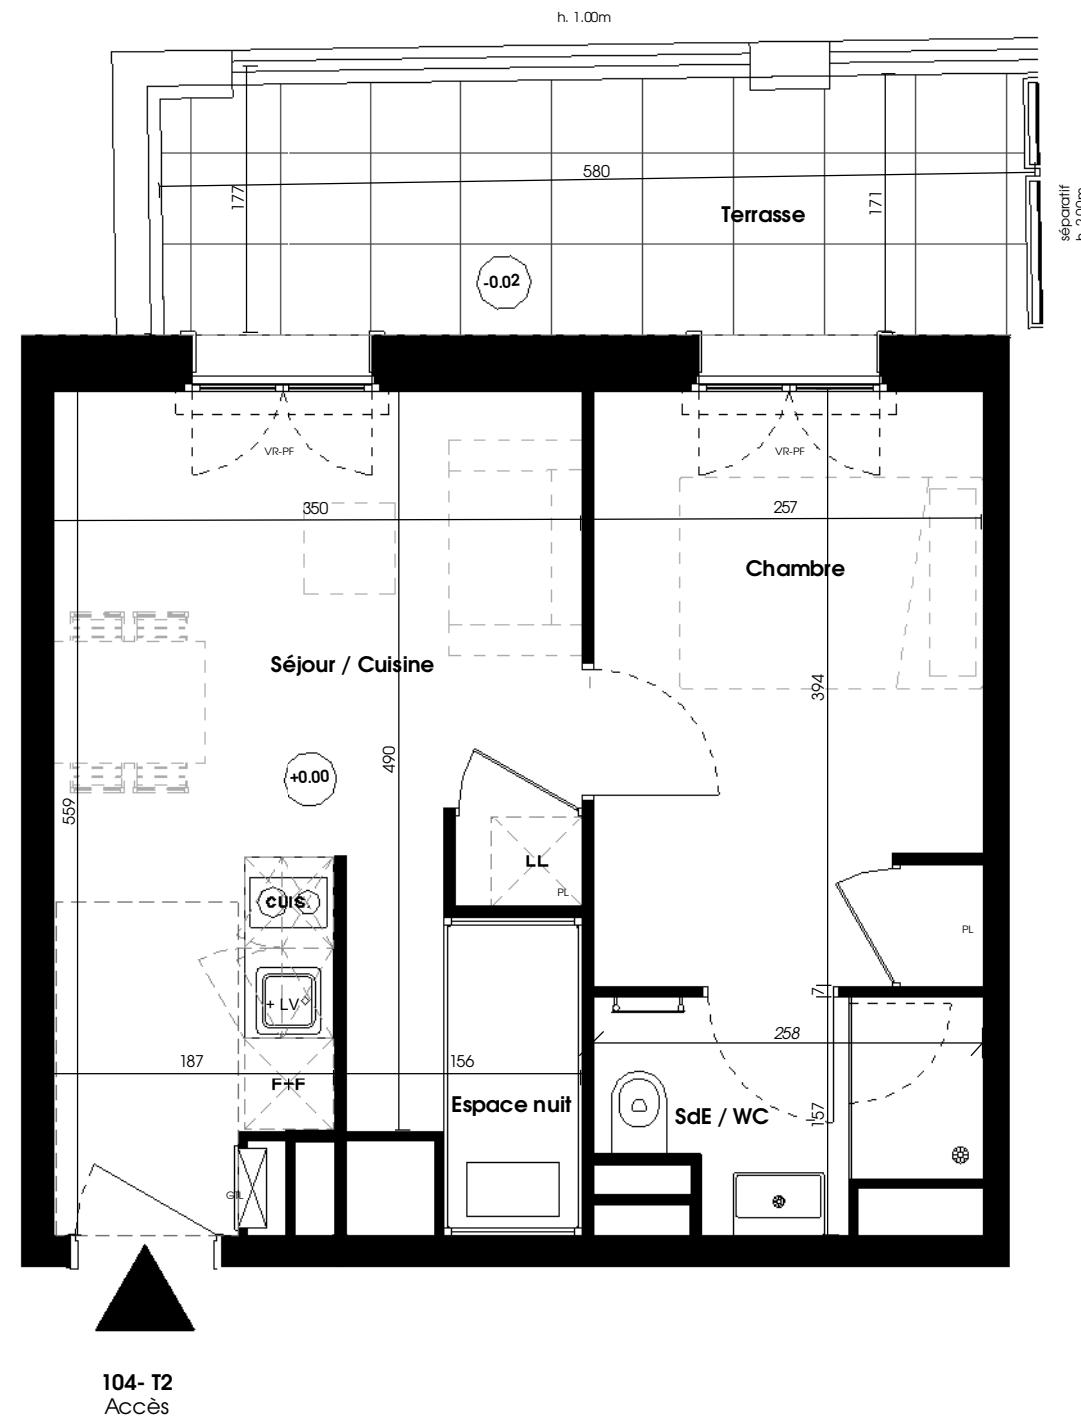 h. 1.00m
580
177
171
Terrasse
séparatif
-0.02
VR-PF
VR-PF
350
257
Chambre
Séjour / Cuisine
394
490
+0.00
559
LL
PL
CUIS.
PL
+ LV
7
258
187
156
F+F
Espace nuit
SdE / WC
157
GTL
104- T2
Accès